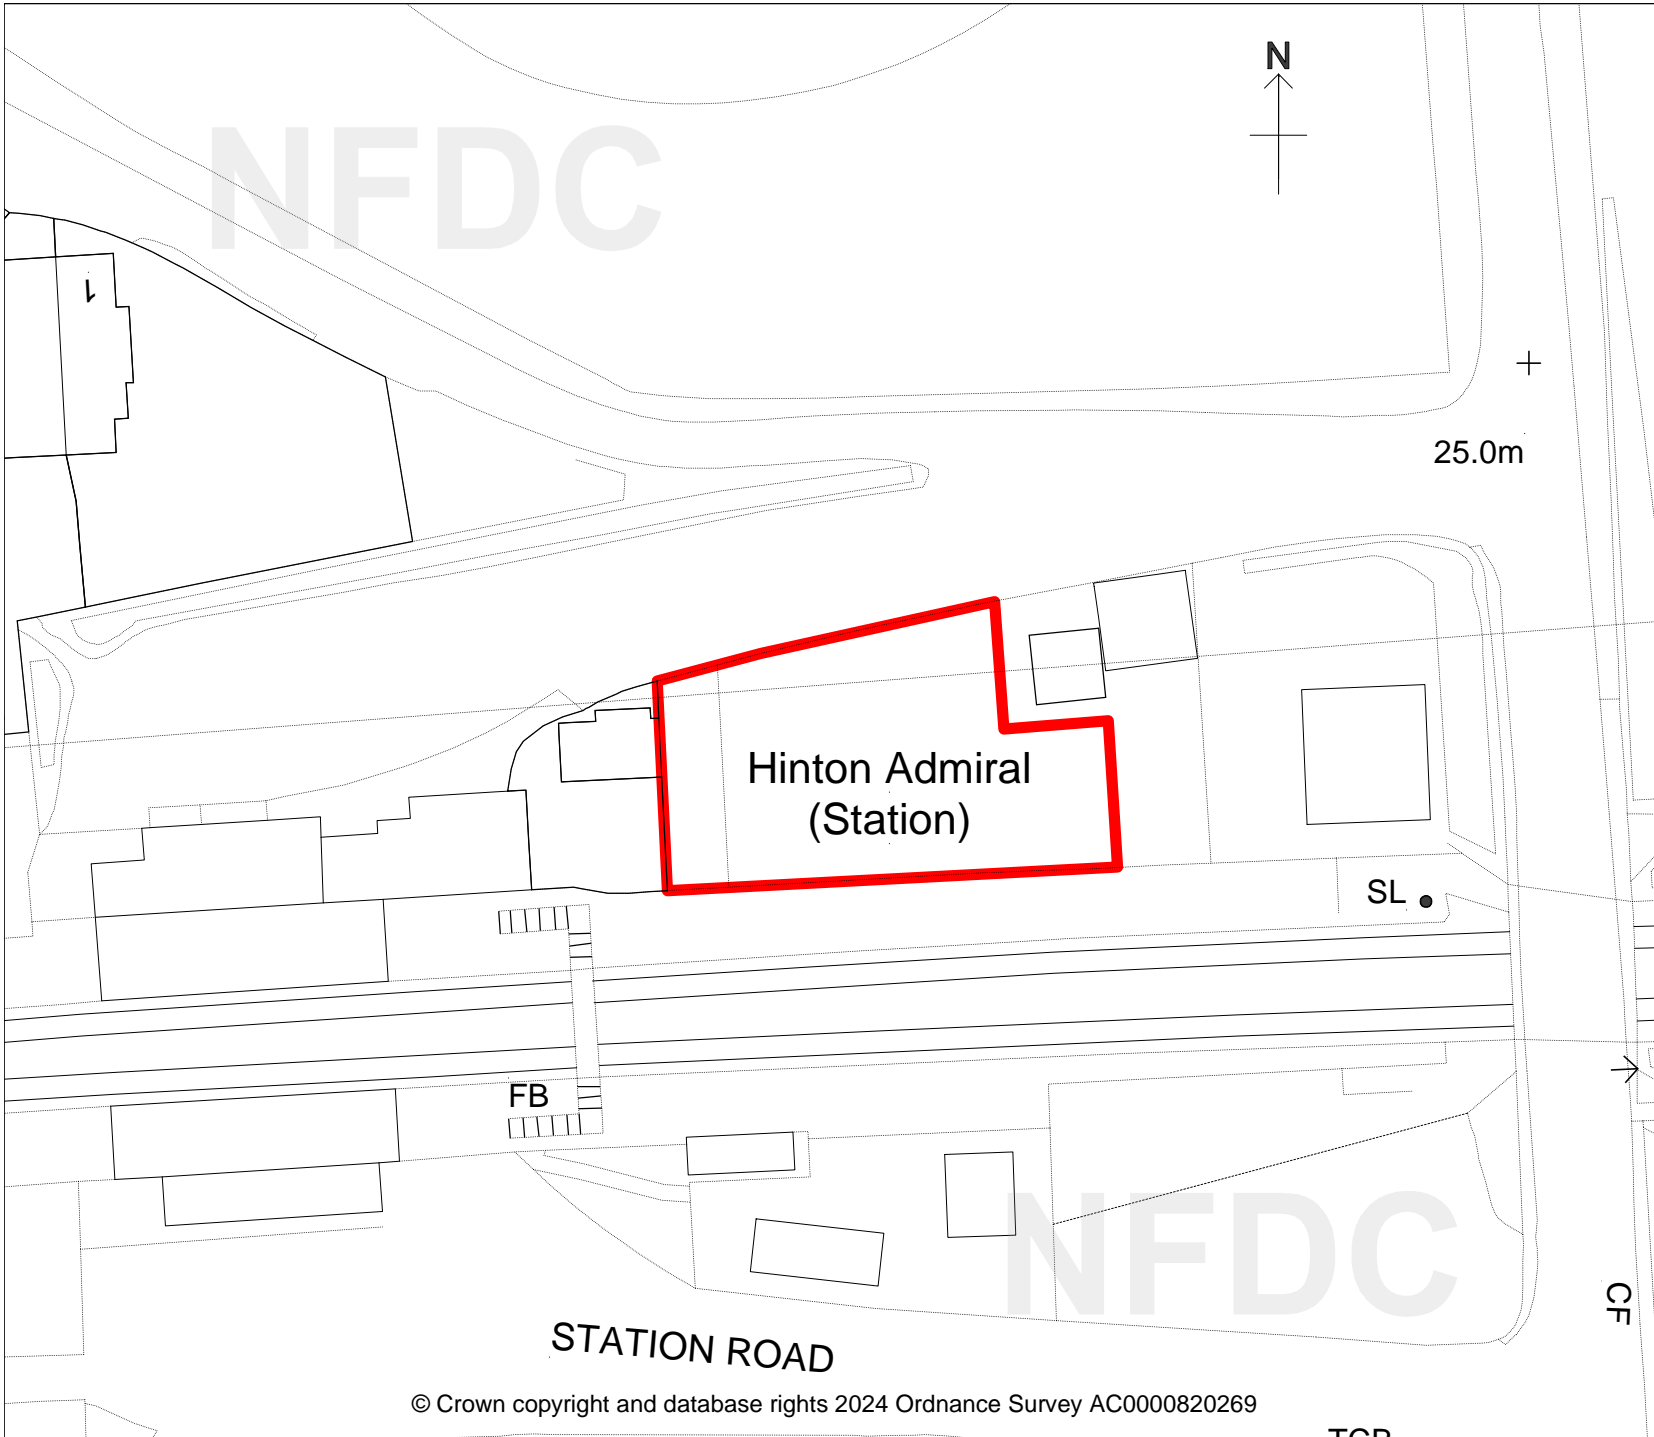 N
NFDC
1
25.0m
Hinton Admiral
(Station)
SL
FB
NFDC
CF
STATION ROAD
© Crown copyright and database rights 2024 Ordnance Survey AC0000820269